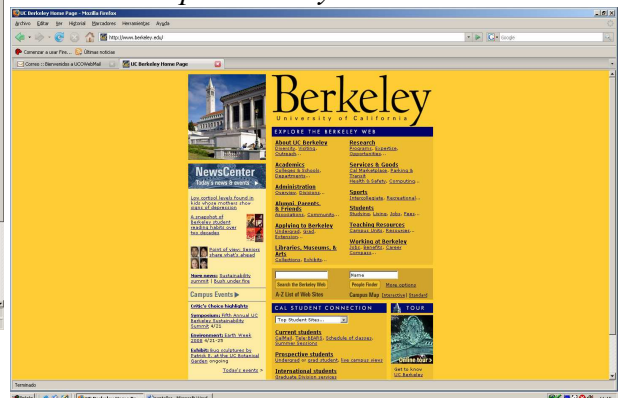 UC Berkeley Home Page - Mozilla Firefox
Archivo Editar Ver Historial Marcadores Herramientas Ayuda
http://www.berkeley.edu/
Google
Comenzar a usar Fire... Últimas noticias
Correo :: Bienvenidos a UCOWebMail
UC Berkeley Home Page
Berkeley
University of California
EXPLORE THE BERKELEY WEB
About UC Berkeley
Diversity, Visiting,
Outreach...
Academics
Colleges & Schools,
Departments...
Administration
Overview, Divisions...
Alumni, Parents,
& Friends
Associations, Community...
Applying to Berkeley
Undergrad, Grad,
Extension...
Libraries, Museums, &
Arts
Collections, Exhibits...
Research
Programs, Expertise,
Opportunities...
Services & Goods
Cal Marketplace, Parking &
Transit
Health & Safety, Computing...
Sports
Intercollegiate, Recreational...
Students
Studying, Living, Jobs, Fees...
Teaching Resources
Campus Units, Resources...
Working at Berkeley
Jobs, Benefits, Career
Compass...
NewsCenter
Today's news & events
Low cortisol levels found in
kids whose mothers show
signs of depression
A snapshot of
Berkeley student
reading habits over
two decades
Point of view: Seniors
share what's ahead
More news: Sustainability
summit | Bush under fire
Campus Events
Critic's Choice highlights
Symposium: Fifth Annual UC
Berkeley Sustainability
Summit 4/21
Environment: Earth Week
2008 4/21-25
Exhibit: Bug sculptures by
Patrick R. at the UC Botanical
Garden ongoing
Today's events >
Name
Search the Berkeley Web
People Finder
More options
A-Z List of Web Sites
Campus Map Interactive | Standard
CAL STUDENT CONNECTION
Top Student Sites...
Current students
CalMail, Tele-BEARS, Schedule of classes,
Summer Sessions
Prospective students
Undergrad or grad student, live campus views
International students
Graduate Division services
TOUR
Online tour >
Get to know
UC Berkeley
Terminado